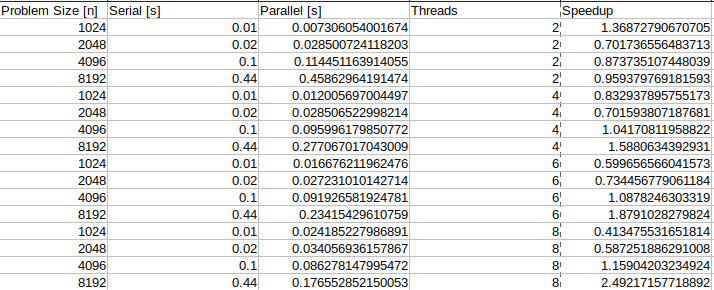 Problem Size [n] Serial [s] Parallel [s] Threads Speedup
1024 0.01 0.007306054001674 2 1.36872790670705
2048 0.02 0.028500724118203 2 0.701736556483713
4096 0.1 0.114451163914055 2 0.873735107448039
8192 0.44 0.45862964191474 2 0.959379769181593
1024 0.01 0.012005697004497 4 0.832937895755173
2048 0.02 0.028506522998214 4 0.701593807187681
4096 0.1 0.095996179850772 4 1.04170811958822
8192 0.44 0.277067017043009 4 1.5880634392931
1024 0.01 0.016676211962476 6 0.599656566041573
2048 0.02 0.027231010142714 6 0.734456779061184
4096 0.1 0.091926581924781 6 1.0878246303319
8192 0.44 0.23415429610759 6 1.8791028279824
1024 0.01 0.024185227986891 8 0.413475531651814
2048 0.02 0.034056936157867 8 0.587251886291008
4096 0.1 0.086278147995472 8 1.15904203234924
8192 0.44 0.176552852150053 8 2.49217157718892